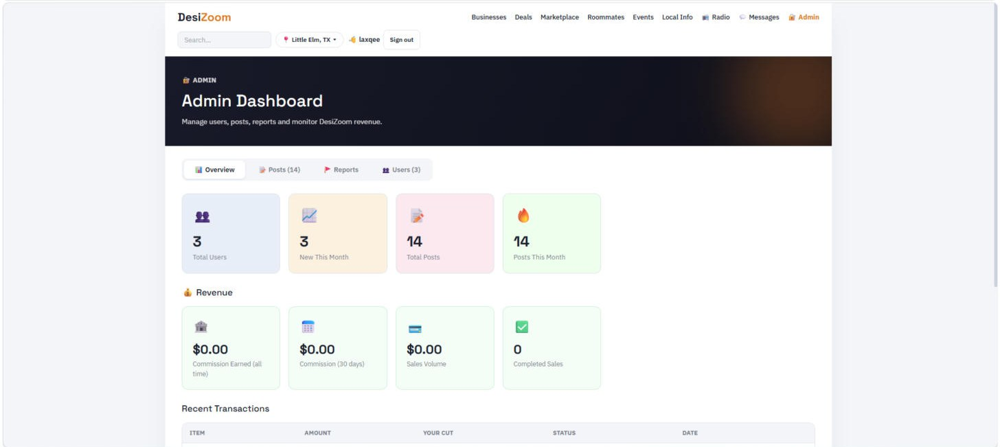 DesiZoom
Businesses Deals Marketplace Roommates Events Local Info Radio Messages Admin
Search...
Little Elm, TX
laxqee
Sign out
ADMIN
Admin Dashboard
Manage users, posts, reports and monitor DesiZoom revenue.
Overview Posts (14) Reports Users (3)
3
Total Users
3
New This Month
14
Total Posts
14
Posts This Month
Revenue
$0.00
Commission Earned (all
time)
$0.00
Commission (30 days)
$0.00
Sales Volume
0
Completed Sales
Recent Transactions
ITEM AMOUNT YOUR CUT STATUS DATE